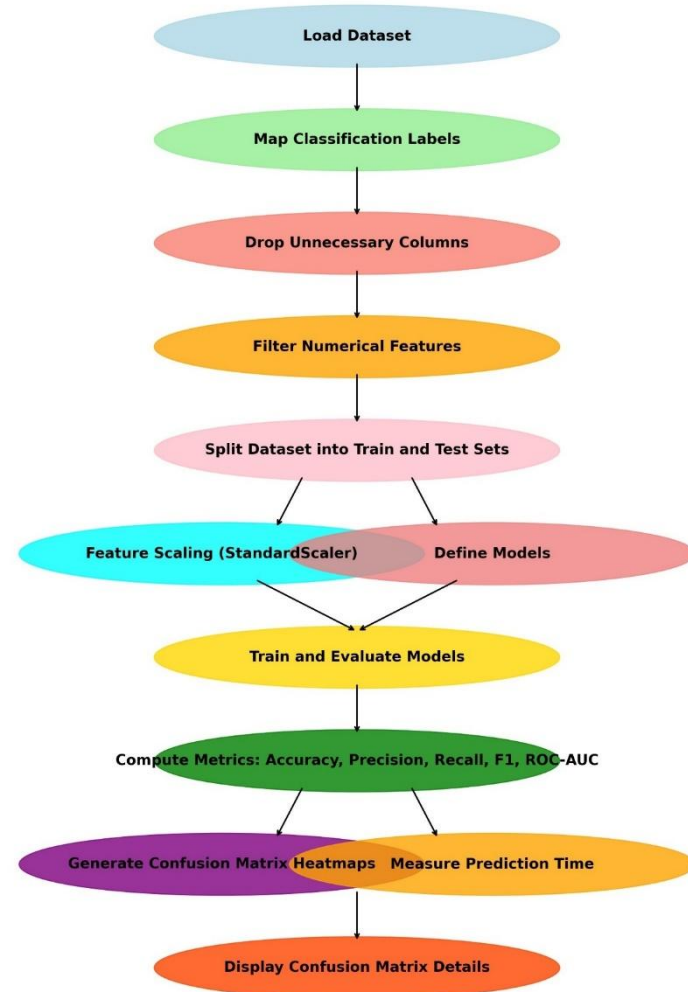 Load Dataset
Map Classification Labels
Drop Unnecessary Columns
Filter Numerical Features
Split Dataset into Train and Test Sets
Feature Scaling (StandardScaler)
Define Models
Train and Evaluate Models
Compute Metrics: Accuracy, Precision, Recall, F1, ROC-AUC
Generate Confusion Matrix Heatmaps
Measure Prediction Time
Display Confusion Matrix Details